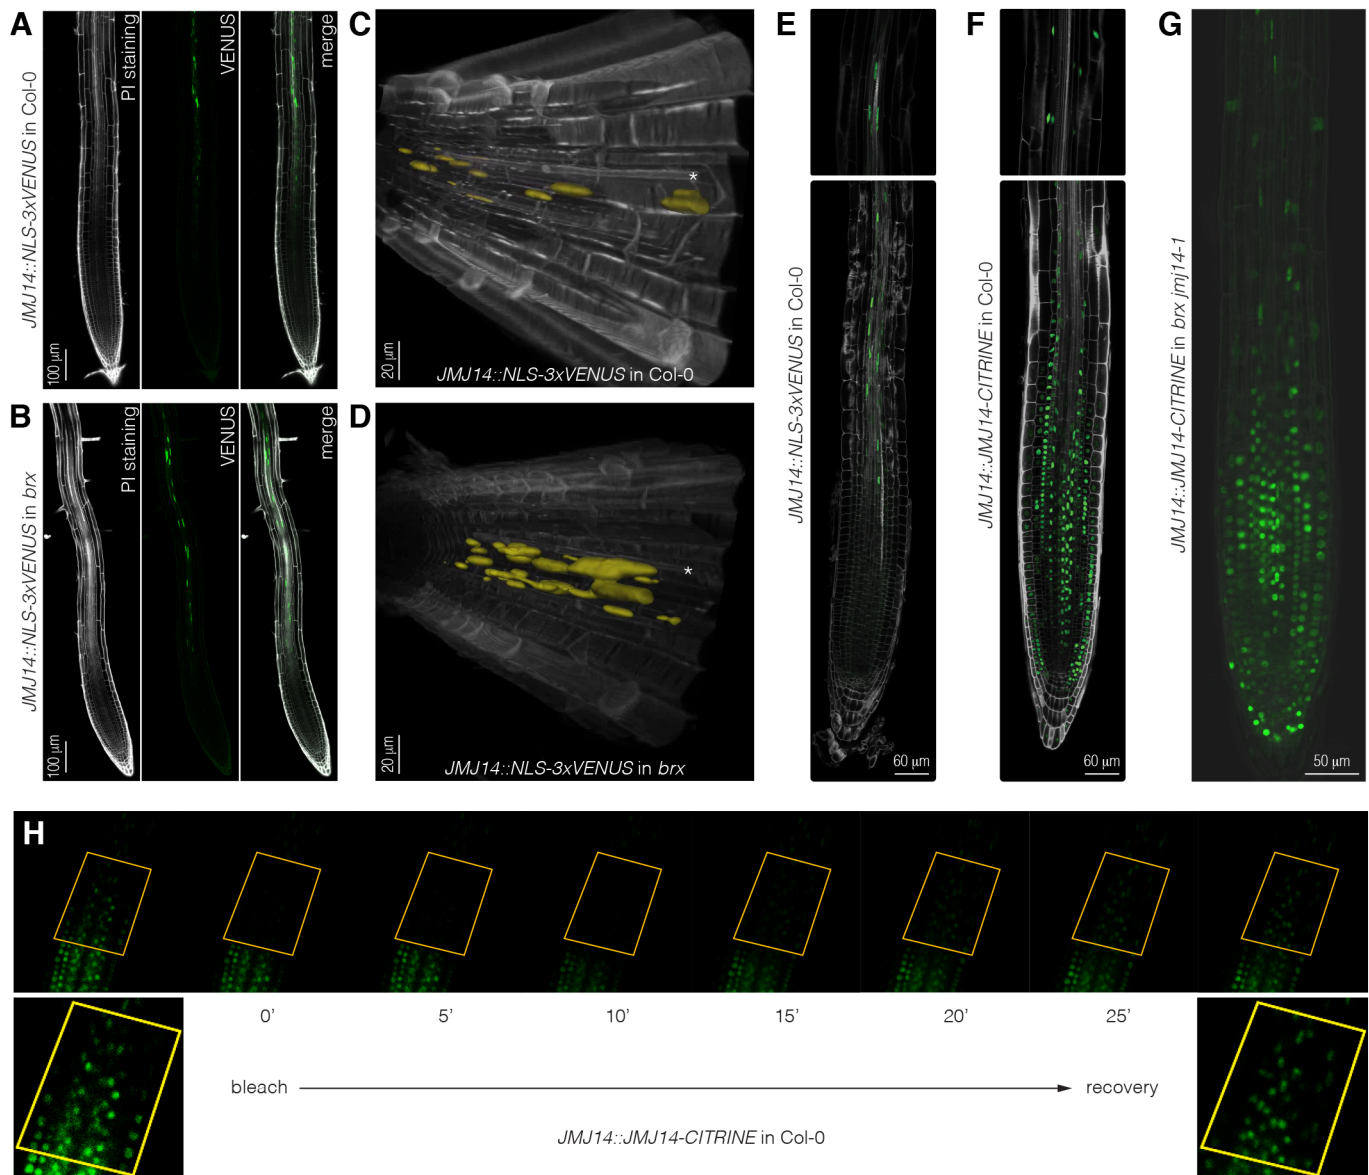 A
JMJ14::NLS-3xVENUS in Col-0
PI staining
VENUS
merge
100 μm
B
JMJ14::NLS-3xVENUS in brx
PI staining
VENUS
merge
100 μm
C
*
20 μm
JMJ14::NLS-3xVENUS in Col-0
D
*
20 μm
JMJ14::NLS-3xVENUS in brx
E
JMJ14::NLS-3xVENUS in Col-0
60 μm
F
JMJ14::JMJ14-CITRINE in Col-0
60 μm
G
JMJ14::JMJ14-CITRINE in brx jmj14-1
50 μm
H
0’ 5’ 10’ 15’ 20’ 25’
bleach recovery
JMJ14::JMJ14-CITRINE in Col-0